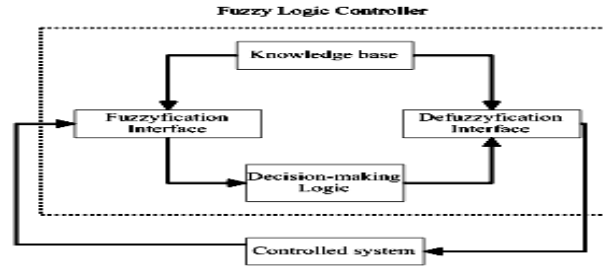 Fuzzy Logic Controller
Knowledge base
Fuzzyfication
Interface
Defuzzyfication
Interface
Decision-making
Logic
Controlled system